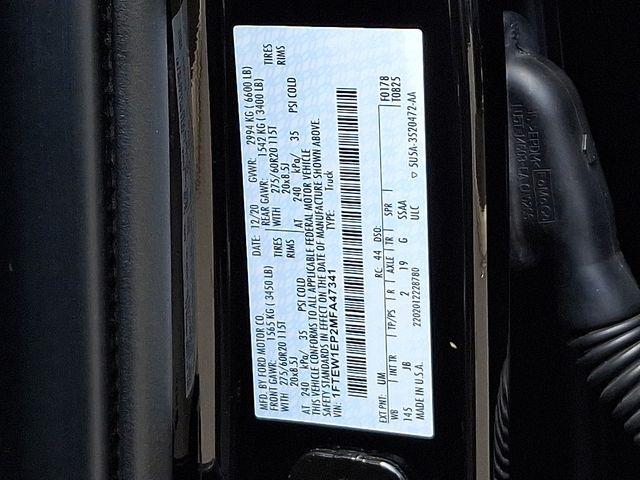 MFD. BY FORD MOTOR CO.
DATE: 12/20 GVWR: 2994 KG (6600 LB)
FRONT GAWR: 1565 KG (3450 LB) REAR GAWR: 1542 KG (3400 LB)
WITH 275/60R20 115T TIRES WITH 275/60R20 115T TIRES
20x8.5J RIMS 20x8.5J RIMS
AT 240 kPa/ 35 PSI COLD AT 240 kPa/ 35 PSI COLD
THIS VEHICLE CONFORMS TO ALL APPLICABLE FEDERAL MOTOR VEHICLE
SAFETY STANDARDS IN EFFECT ON THE DATE OF MANUFACTURE SHOWN ABOVE.
VIN: 1FTEW1EP2MFA47341 TYPE: Truck
EXT PNT: UM RC: 44 DSO: F0178
T0825
WB INT TR TP/PS R AXLE TR SPR
145 JB 2 19 G SSAA
MADE IN U.S.A. 2202012228780 ULC
5U5A-3520472-AA